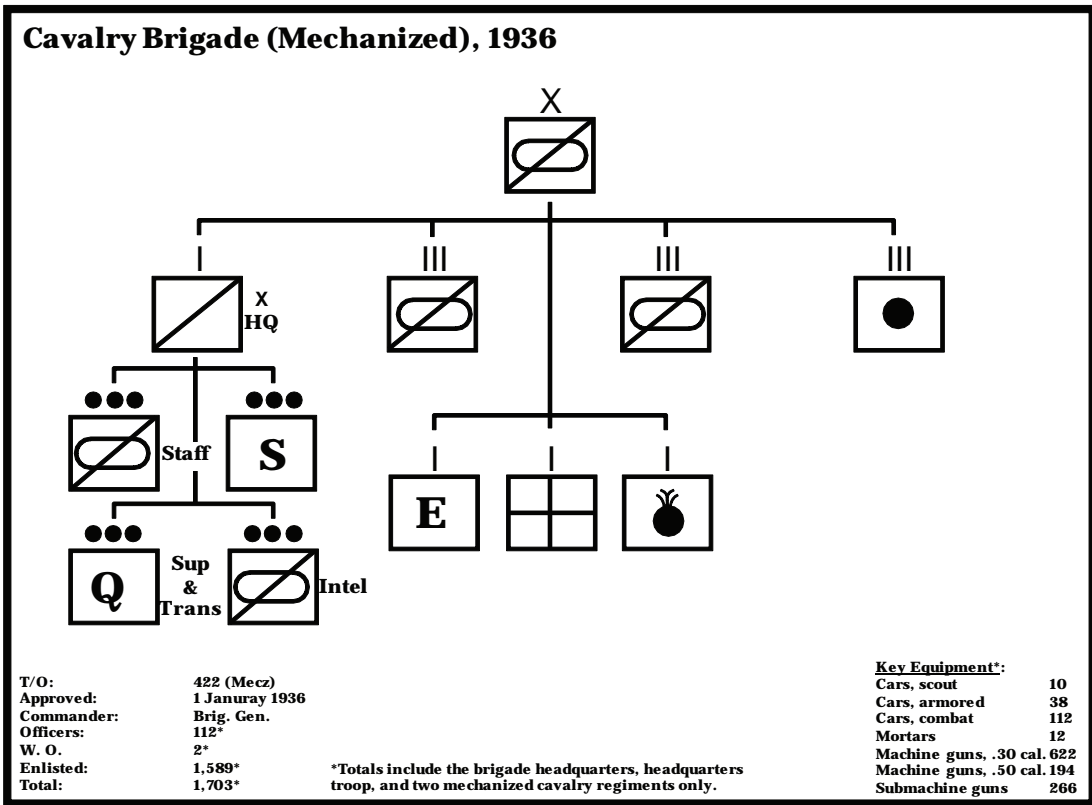 Cavalry Brigade (Mechanized), 1936
X
I
III
III
III
X
HQ
Staff
S
I
I
I
E
Q
Sup
&
Trans
Intel
T/O: 422 (Mecz)
Approved: 1 Januray 1936
Commander: Brig. Gen.
Officers: 112*
W. O. 2*
Enlisted: 1,589*
Total: 1,703*
*Totals include the brigade headquarters, headquarters
troop, and two mechanized cavalry regiments only.
Key Equipment*:
Cars, scout 10
Cars, armored 38
Cars, combat 112
Mortars 12
Machine guns, .30 cal. 622
Machine guns, .50 cal. 194
Submachine guns 266